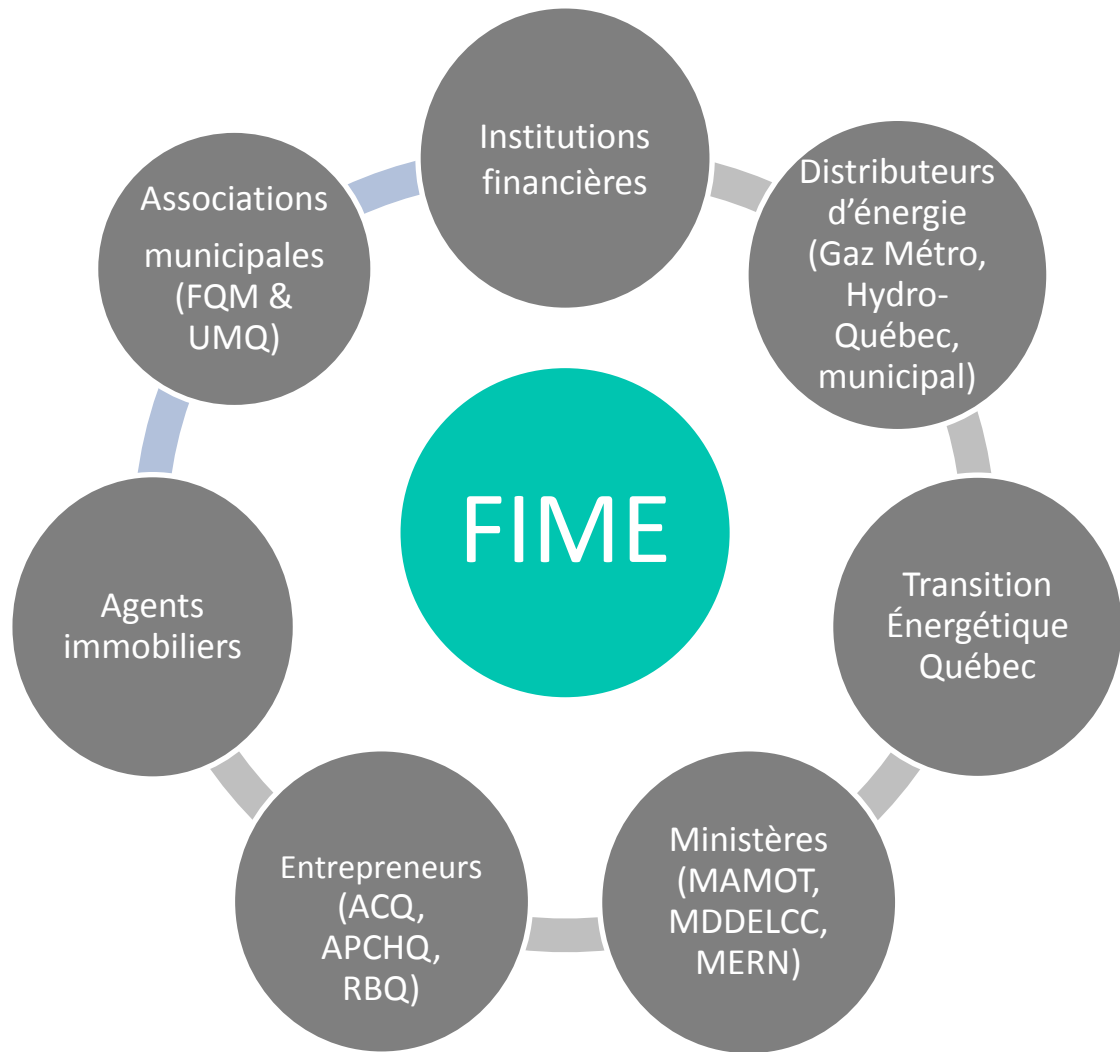 Institutions
financières
Distributeurs
d’énergie
(Gaz Métro,
Hydro-
Québec,
municipal)
Transition
Énergétique
Québec
Ministères
(MAMOT,
MDDELCC,
MERN)
Entrepreneurs
(ACQ,
APCHQ,
RBQ)
Agents
immobiliers
Associations
municipales
(FQM &
UMQ)
FIME